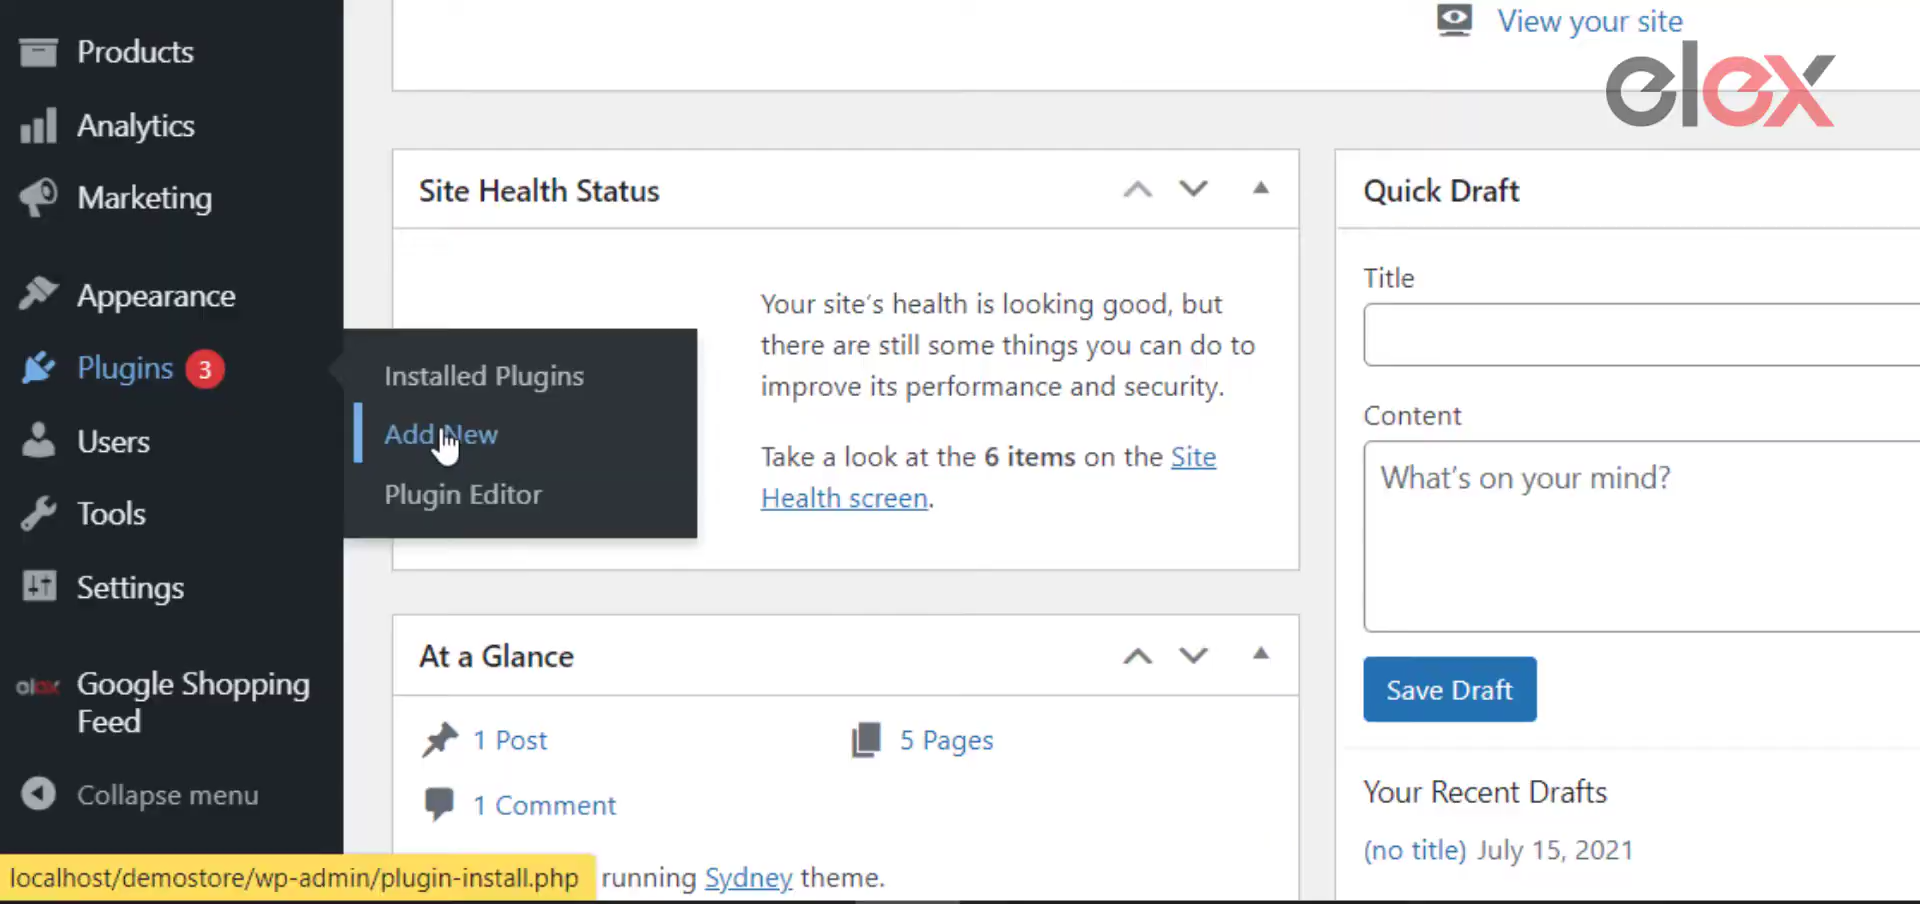 Products
Analytics
Marketing
Appearance
Plugins 3
Users
Tools
Settings
elex Google Shopping
Feed
Collapse menu
localhost/demostore/wp-admin/plugin-install.php
Installed Plugins
Add New
Plugin Editor
View your site
elex
Site Health Status
Your site's health is looking good, but
there are still some things you can do to
improve its performance and security.
Take a look at the 6 items on the Site
Health screen.
At a Glance
1 Post
5 Pages
1 Comment
running Sydney theme.
Quick Draft
Title
Content
What's on your mind?
Save Draft
Your Recent Drafts
(no title) July 15, 2021